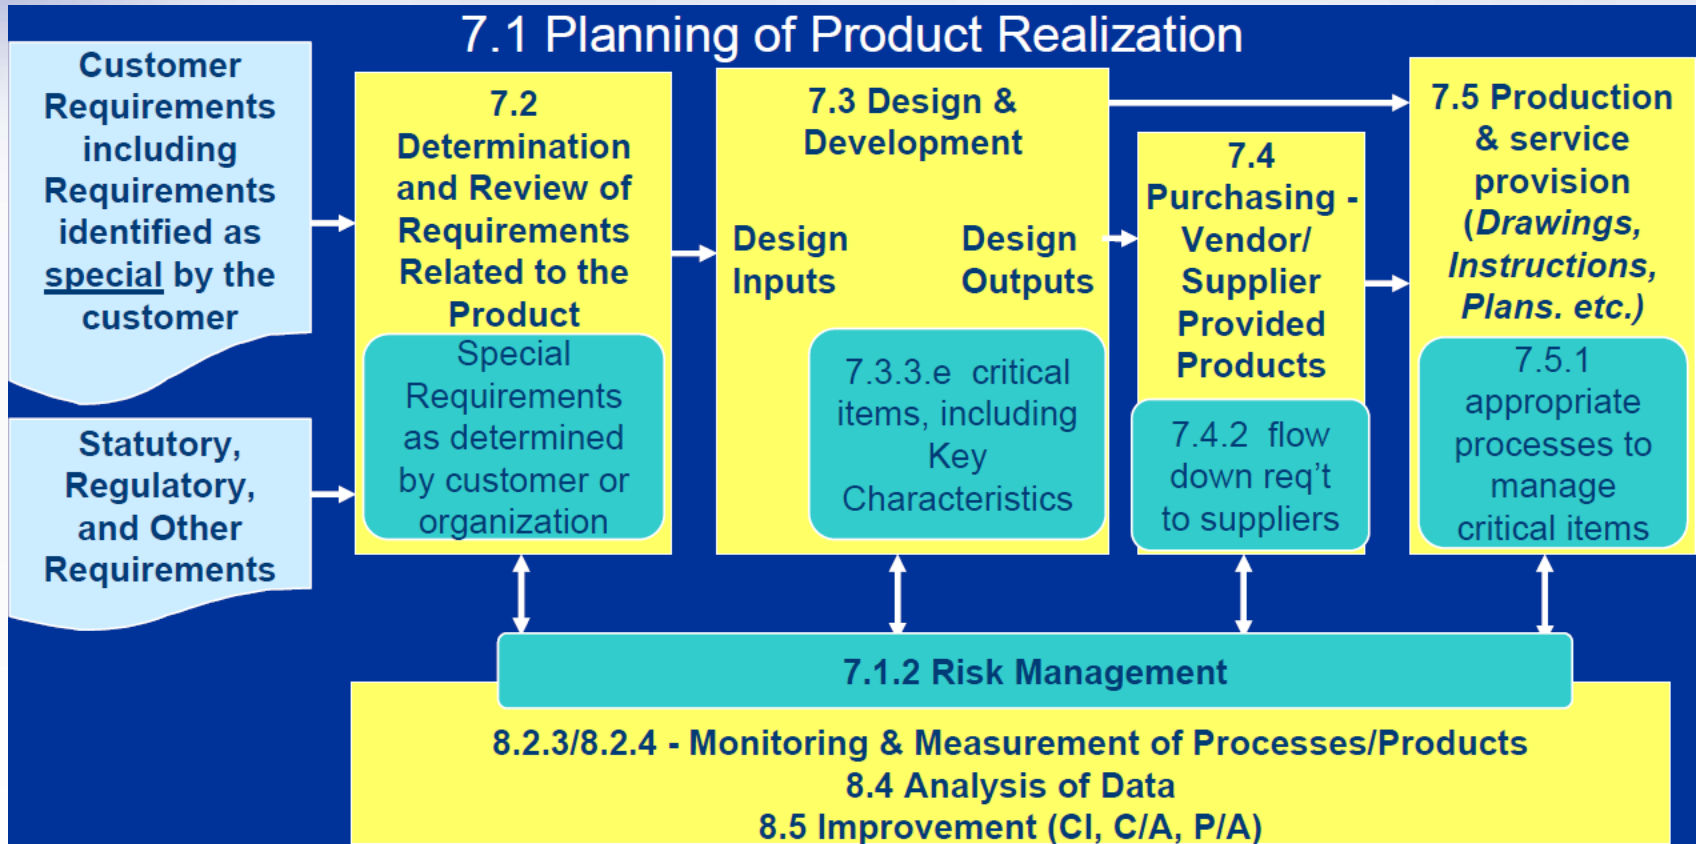 7.1 Planning of Product Realization
Customer
Requirements
including
Requirements
identified as
special by the
customer
Statutory,
Regulatory,
and Other
Requirements
7.2
Determination
and Review of
Requirements
Related to the
Product
Special
Requirements
as determined
by customer or
organization
7.3 Design &
Development
Design
Inputs
Design
Outputs
7.3.3.e critical
items, including
Key
Characteristics
7.4
Purchasing -
Vendor/
Supplier
Provided
Products
7.4.2 flow
down req't
to suppliers
7.5 Production
& service
provision
(Drawings,
Instructions,
Plans. etc.)
7.5.1
appropriate
processes to
manage
critical items
7.1.2 Risk Management
8.2.3/8.2.4 - Monitoring & Measurement of Processes/Products
8.4 Analysis of Data
8.5 Improvement (CI, C/A, P/A)